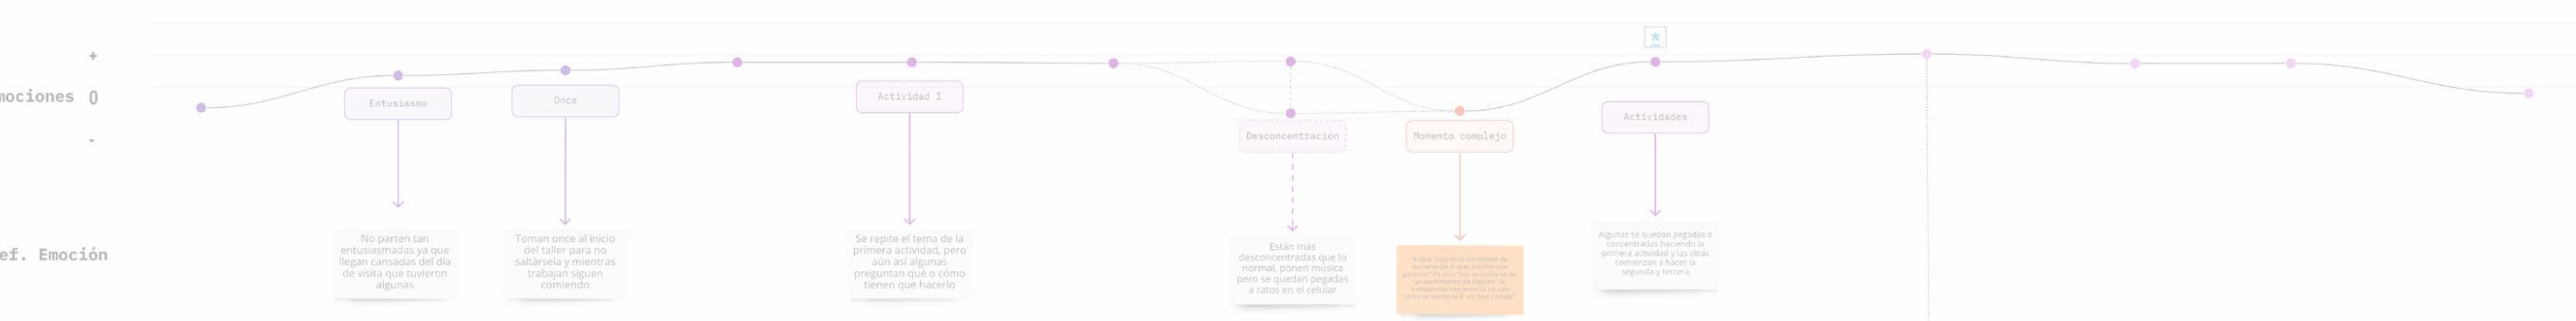 +
mociones 0
-
Entusiasmo
Once
Actividad I
Desconcentración
Momento complejo
Actividades
ef. Emoción
No parten tan
entusiasmadas ya que
llegan cansadas del día
de visita que tuvieron
algunas
Toman once al inicio
del taller para no
saltársela y mientras
trabajan siguen
comiendo
Se repite el tema de la
primera actividad, pero
aún así algunas
preguntan qué o cómo
tienen que hacerlo
Están más
desconcentradas que lo
normal, ponen música
pero se quedan pegadas
a ratos en el celular
Algunas se quedan pegadas o
concentradas haciendo la
primera actividad y las otras
comienzan a hacer la
segunda y tercera